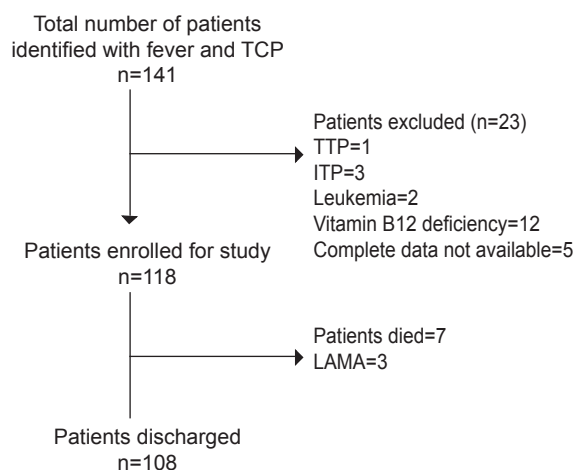 Total number of patients
identified with fever and TCP
n=141
Patients excluded (n=23)
TTP=1
ITP=3
Leukemia=2
Vitamin B12 deficiency=12
Complete data not available=5
Patients enrolled for study
n=118
Patients died=7
LAMA=3
Patients discharged
n=108